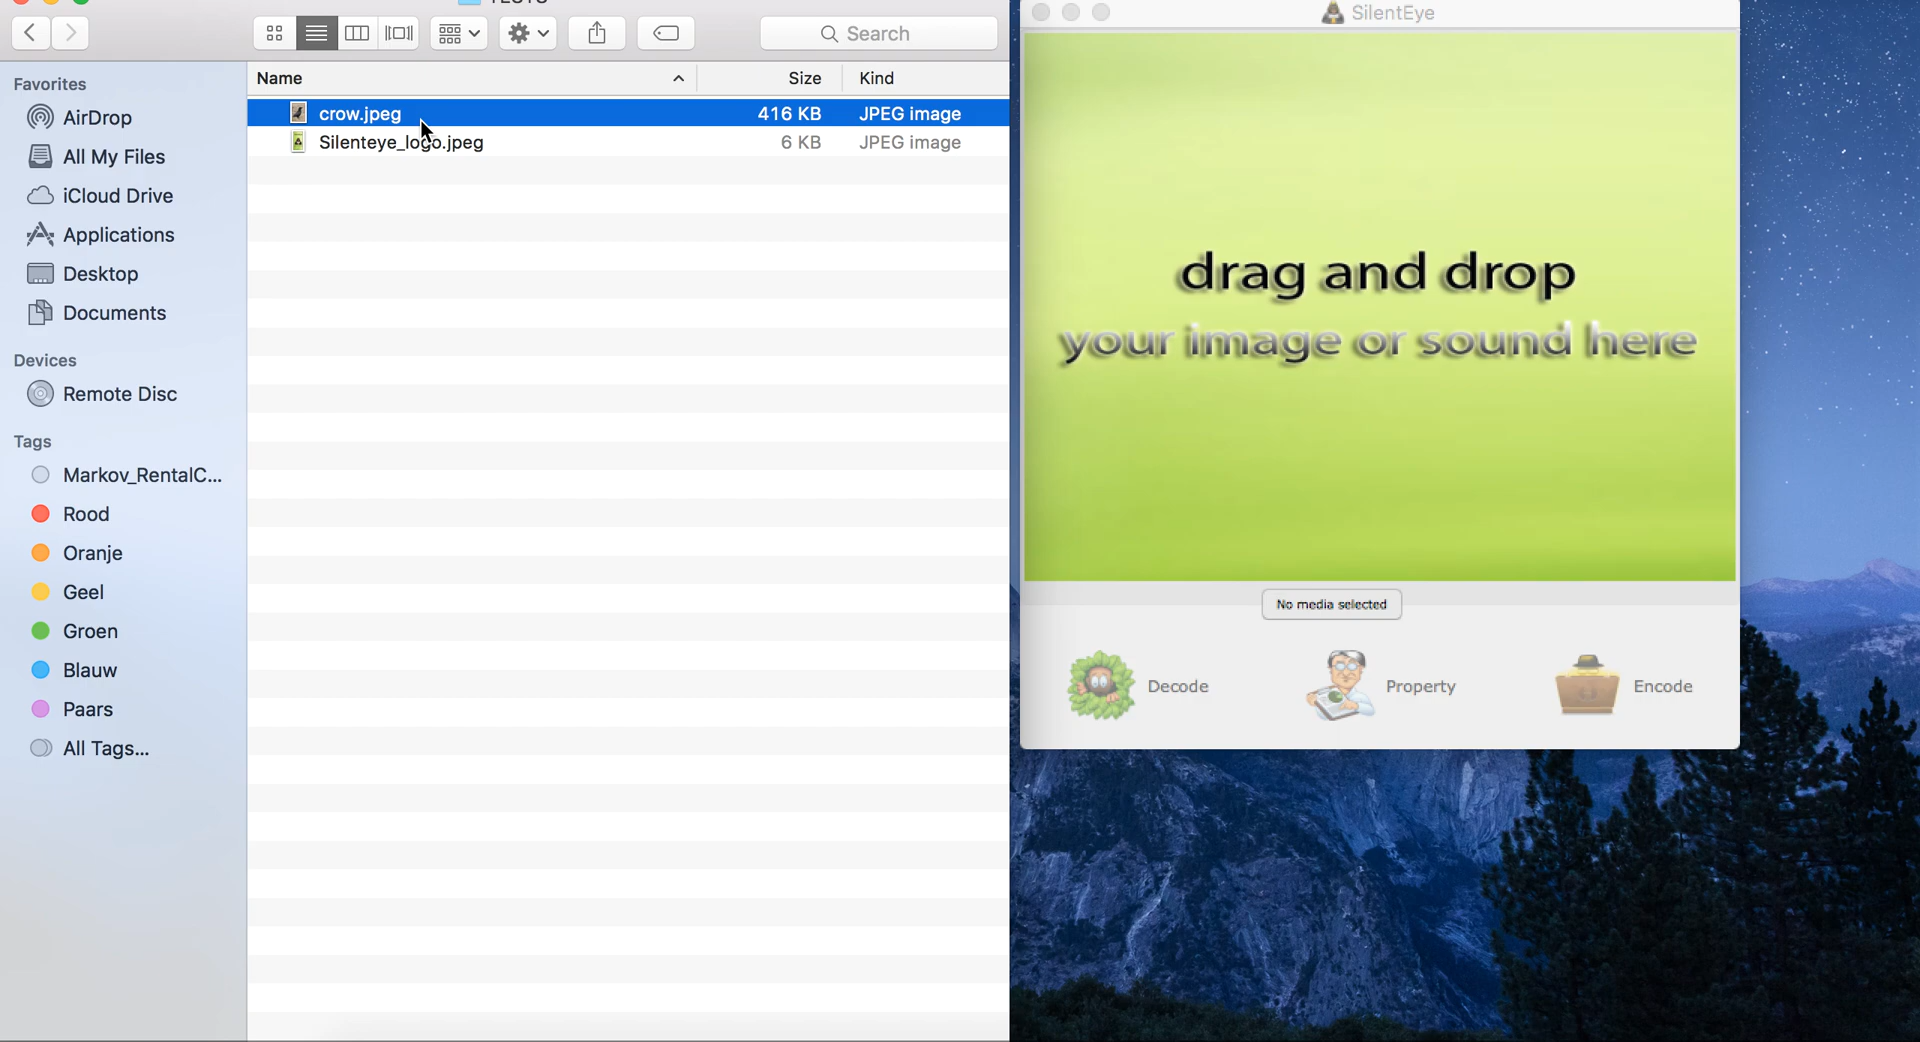 Search
Name Size Kind
crow.jpeg 416 KB JPEG image
Silenteye_logo.jpeg 6 KB JPEG image
Favorites
AirDrop
All My Files
iCloud Drive
Applications
Desktop
Documents
Devices
Remote Disc
Tags
Markov_RentalC...
Rood
Oranje
Geel
Groen
Blauw
Paars
All Tags...
SilentEye
drag and drop
your image or sound here
No media selected
Decode Property Encode